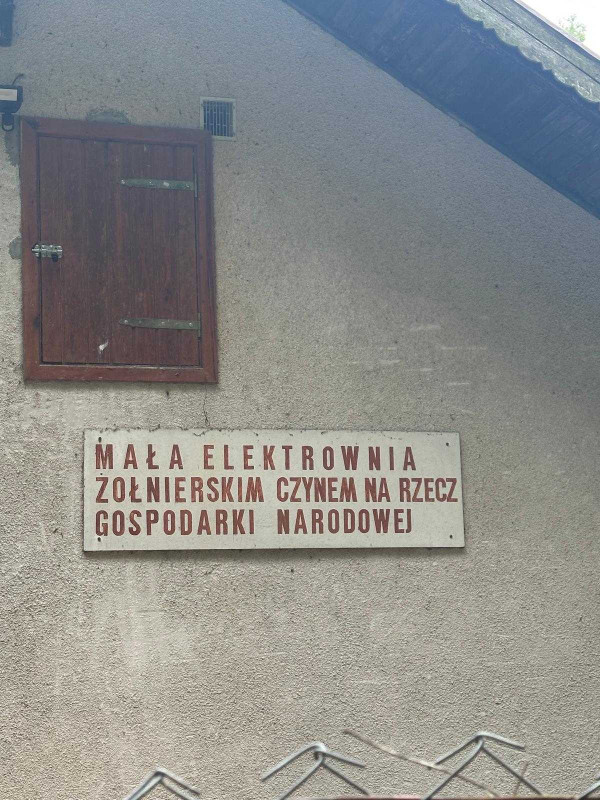 MAŁA ELEKTROWNIA
ŻOŁNIERSKIM CZYNEM NA RZECZ
GOSPODARKI NARODOWEJ